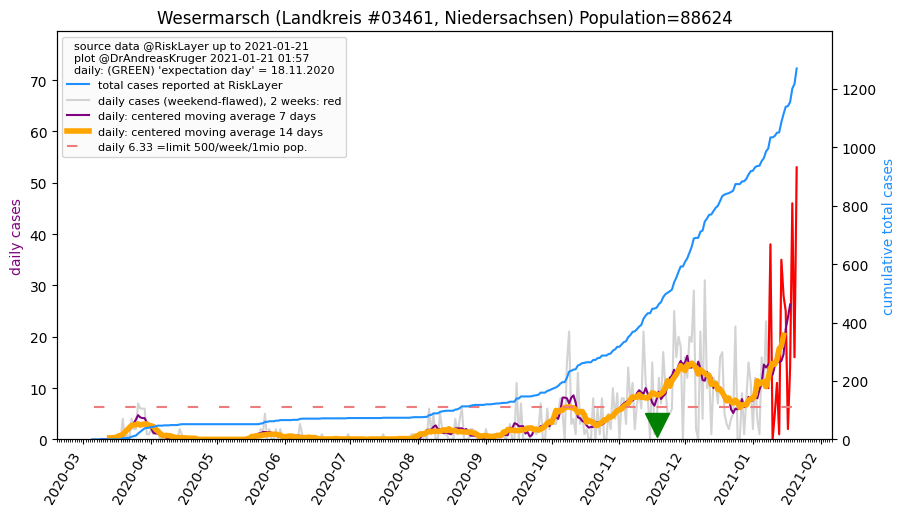 Wesermarsch (Landkreis #03461, Niedersachsen) Population=88624
source data @RiskLayer up to 2021-01-21
plot @DrAndreasKruger 2021-01-21 01:57
daily: (GREEN) 'expectation day' = 18.11.2020
total cases reported at RiskLayer
daily cases (weekend-flawed), 2 weeks: red
daily: centered moving average 7 days
daily: centered moving average 14 days
daily 6.33 =limit 500/week/1mio pop.
daily cases
70
60
50
40
30
20
10
0
cumulative total cases
1200
1000
800
600
400
200
0
2020-03
2020-04
2020-05
2020-06
2020-07
2020-08
2020-09
2020-10
2020-11
2020-12
2021-01
2021-02